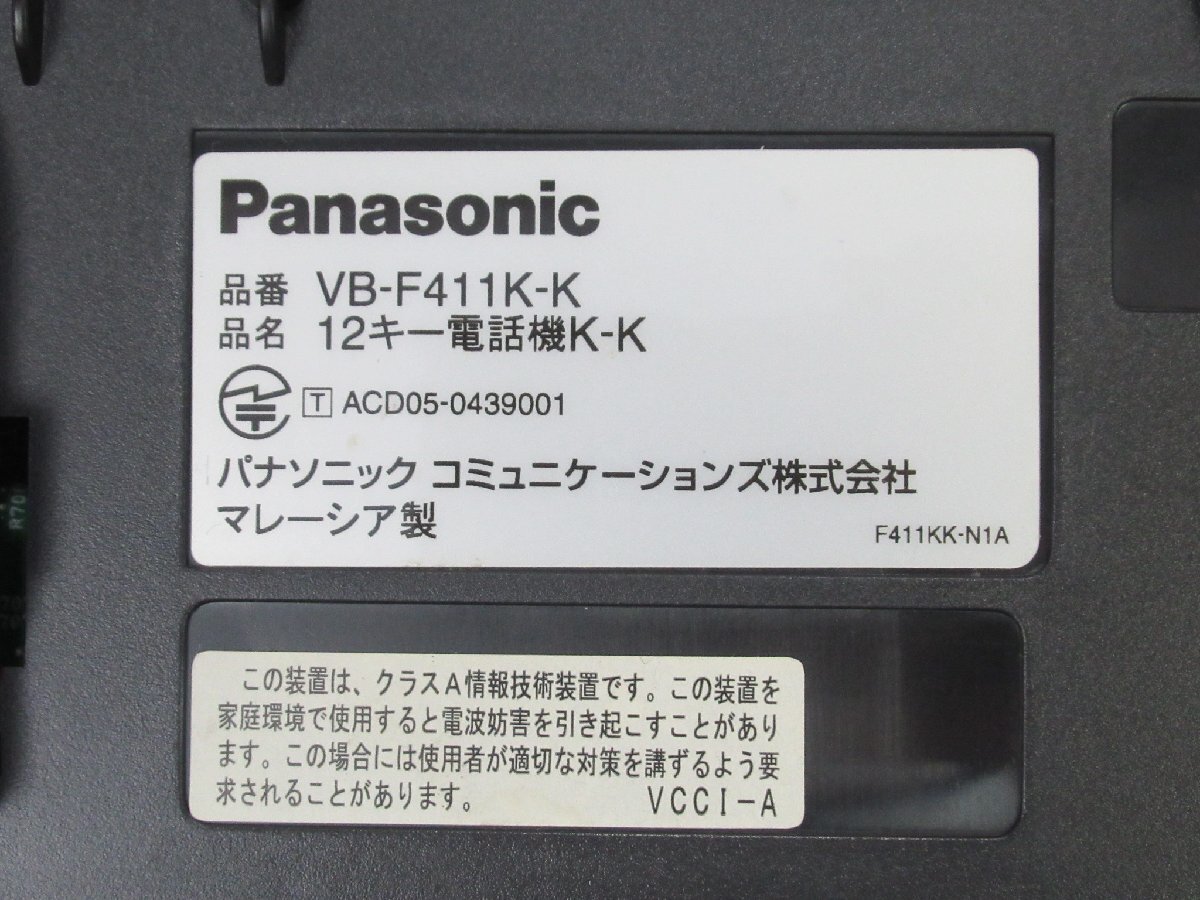 Panasonic
品番 VB-F411K-K
品名 12キー電話機K-K
T ACD05-0439001
パナソニック コミュニケーションズ株式会社
マレーシア製
F411KK-N1A
この装置は、クラスA情報技術装置です。この装置を
家庭環境で使用すると電波妨害を引き起こすことがあり
ます。この場合には使用者が適切な対策を講ずるよう要
求されることがあります。 VCCI-A
R70